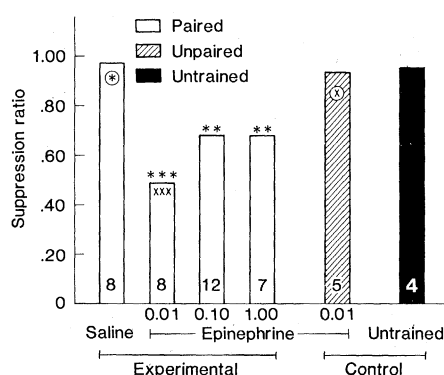 Paired
Unpaired
Untrained
Suppression ratio
1.00
.80
.60
.40
.20
0
*
***
xxx
**
**
x
8
8
12
7
5
4
0.01 0.10 1.00 0.01
Saline Epinephrine Untrained
Experimental Control